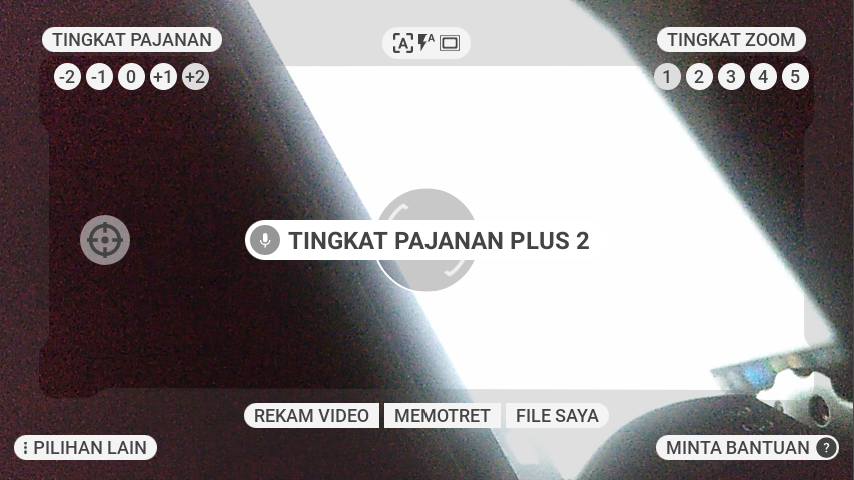 TINGKAT PAJANAN
-2 -1 0 +1 +2
A A
TINGKAT ZOOM
1 2 3 4 5
TINGKAT PAJANAN PLUS 2
REKAM VIDEO
MEMOTRET
FILE SAYA
PILIHAN LAIN
MINTA BANTUAN ?